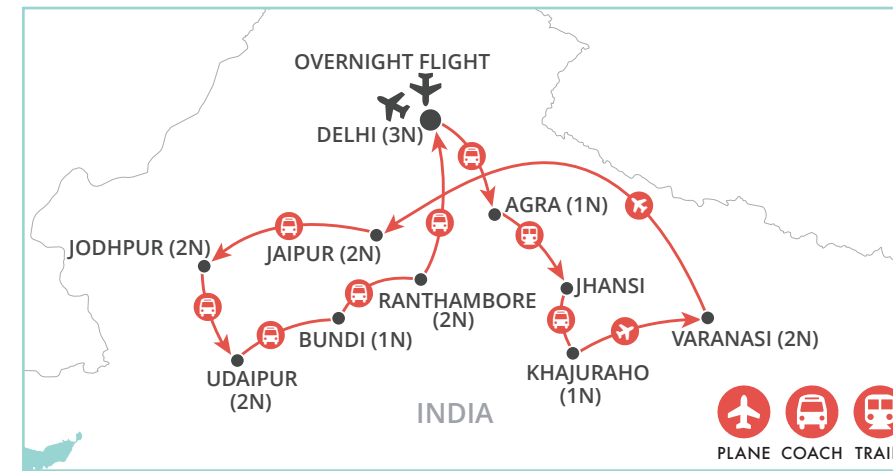 OVERNIGHT FLIGHT
DELHI (3N)
AGRA (1N)
JODHPUR (2N)
JAIPUR (2N)
JHANSI
RANTHAMBORE
(2N)
BUNDI (1N)
VARANASI (2N)
UDAIPUR
(2N)
KHAJURAHO
(1N)
INDIA
PLANE COACH TRAI